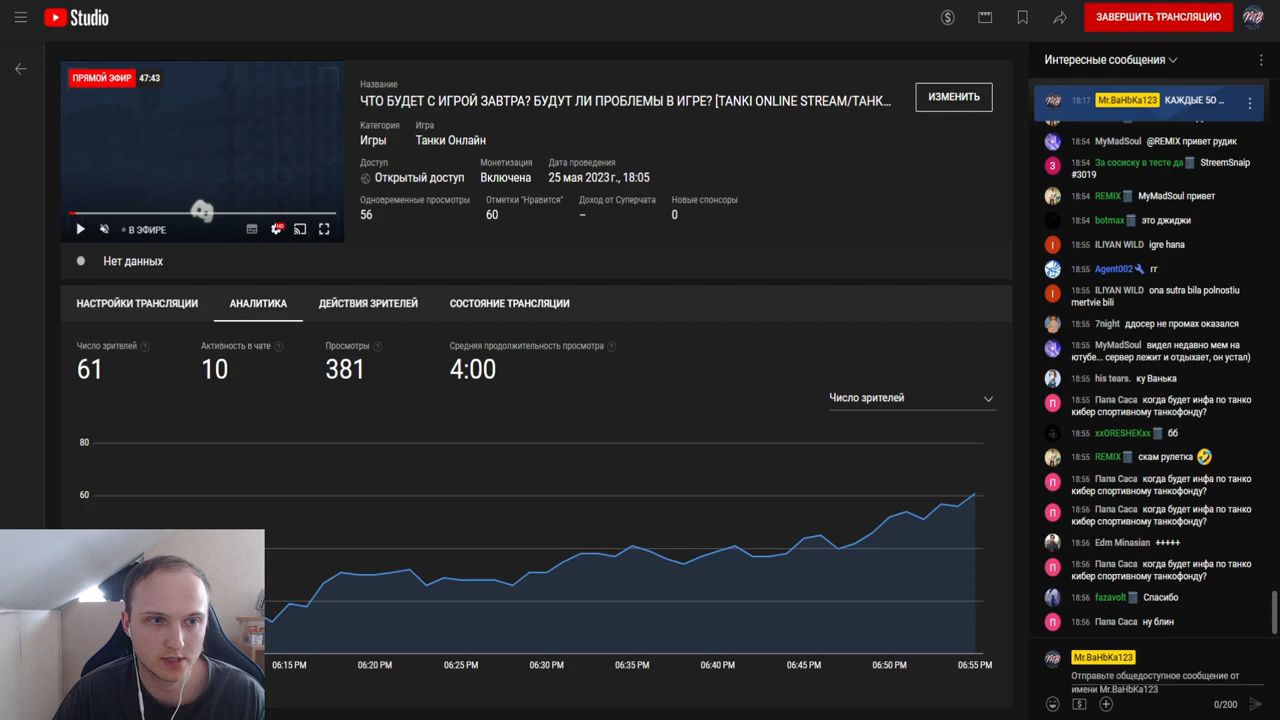 Studio
ЗАВЕРШИТЬ ТРАНСЛЯЦИЮ
ПРЯМОЙ ЭФИР 47:43
В ЭФИРЕ
HD
Название
ЧТО БУДЕТ С ИГРОЙ ЗАВТРА? БУДУТ ЛИ ПРОБЛЕМЫ В ИГРЕ? [TANKI ONLINE STREAM/ТАНК...
ИЗМЕНИТЬ
Категория Игра
Игры Танки Онлайн
Доступ Монетизация Дата проведения
Открытый доступ Включена 25 мая 2023 г., 18:05
Одновременные просмотры Отметки "Нравится" Доход от Суперчата Новые спонсоры
56 60 – 0
Нет данных
НАСТРОЙКИ ТРАНСЛЯЦИИ АНАЛИТИКА ДЕЙСТВИЯ ЗРИТЕЛЕЙ СОСТОЯНИЕ ТРАНСЛЯЦИИ
Число зрителей Активность в чате Просмотры Средняя продолжительность просмотра
61 10 381 4:00
Число зрителей
80
60
06:15 PM 06:20 PM 06:25 PM 06:30 PM 06:35 PM 06:40 PM 06:45 PM 06:50 PM 06:55 PM
Интересные сообщения
18:17 Mr.BaHbKa123 КАЖДЫЕ 5О ...
18:54 MyMadSoul @REMIX привет рудик
18:54 За сосиску в тесте да StreemSnaip
#3019
18:54 REMIX MyMadSoul привет
18:54 botmax это джиджи
18:55 ILIYAN WILD igre hana
18:55 Agent002 гг
18:55 ILIYAN WILD ona sutra bila polnostiu
mertvie bili
18:55 7night ддосер не промах оказался
18:55 MyMadSoul видел недавно мем на
ютубе... сервер лежит и отдыхает, он устал)
18:55 his tears. ку Ванька
18:55 Папа Саса когда будет инфа по танко
кибер спортивному танкофонду?
18:55 xxORESHEKxx бб
18:55 REMIX скам рулетка 🤣
18:56 Папа Саса когда будет инфа по танко
кибер спортивному танкофонду?
18:56 Папа Саса когда будет инфа по танко
кибер спортивному танкофонду?
18:56 Edm Minasian +++++
18:56 Папа Саса когда будет инфа по танко
кибер спортивному танкофонду?
18:56 fazavolt Спасибо
18:56 Папа Саса ну блин
Mr.BaHbKa123
Отправьте общедоступное сообщение от
имени Mr.BaHbKa123
0/200